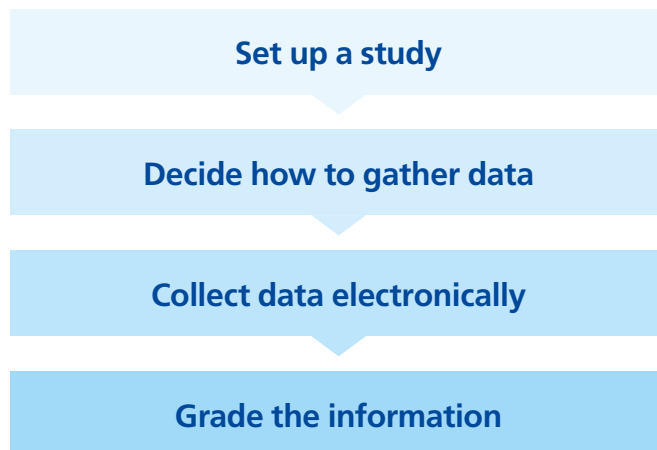 Set up a study
Decide how to gather data
Collect data electronically
Grade the information